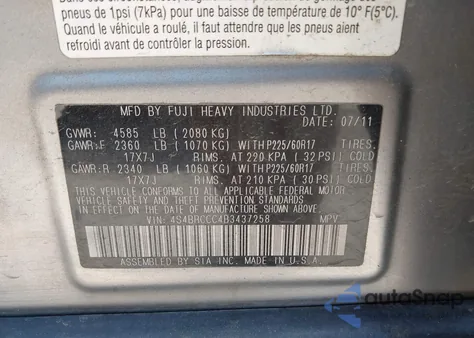 pneus de 1psi (7kPa) pour une baisse de température de 10° F(5°C).
Quand le véhicule a roulé, il faut attendre que les pneus aient
refroidi avant d'ajuster la pression.
MFD BY FUJI HEAVY INDUSTRIES LTD.
DATE: 07/11
GVWR: 4585 LB ( 2080 KG)
GAWR:F 2360 LB ( 1070 KG) WITH P225/60R17 TIRES,
17X7J RIMS, AT 220 KPA ( 32 PSI) COLD
GAWR:R 2340 LB ( 1060 KG) WITH P225/60R17 TIRES,
17X7J RIMS, AT 210 KPA ( 30 PSI) COLD
THIS VEHICLE CONFORMS TO ALL APPLICABLE FEDERAL MOTOR
VEHICLE SAFETY AND THEFT PREVENTION STANDARDS IN EFFECT
ON THE DATE OF MANUFACTURE SHOWN ABOVE.
VIN: 4S4BRCCC4B3437258 MPV
ASSEMBLED BY SIA INC. MADE IN U.S.A.
autoSnap